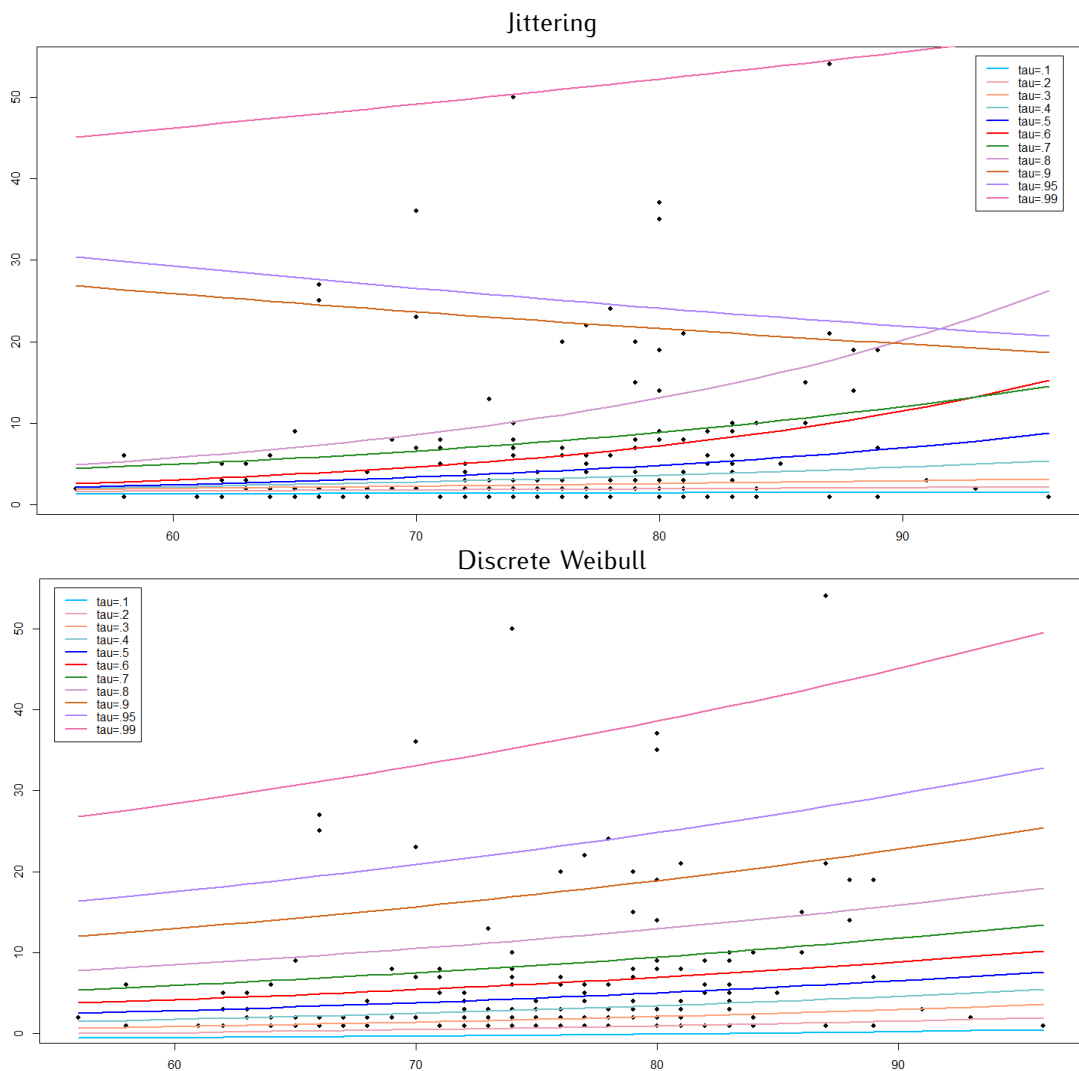 Jittering
50
40
30
20
10
0
tau=.1
tau=.2
tau=.3
tau=.4
tau=.5
tau=.6
tau=.7
tau=.8
tau=.9
tau=.95
tau=.99
60 70 80 90
Discrete Weibull
50
40
30
20
10
0
tau=.1
tau=.2
tau=.3
tau=.4
tau=.5
tau=.6
tau=.7
tau=.8
tau=.9
tau=.95
tau=.99
60 70 80 90